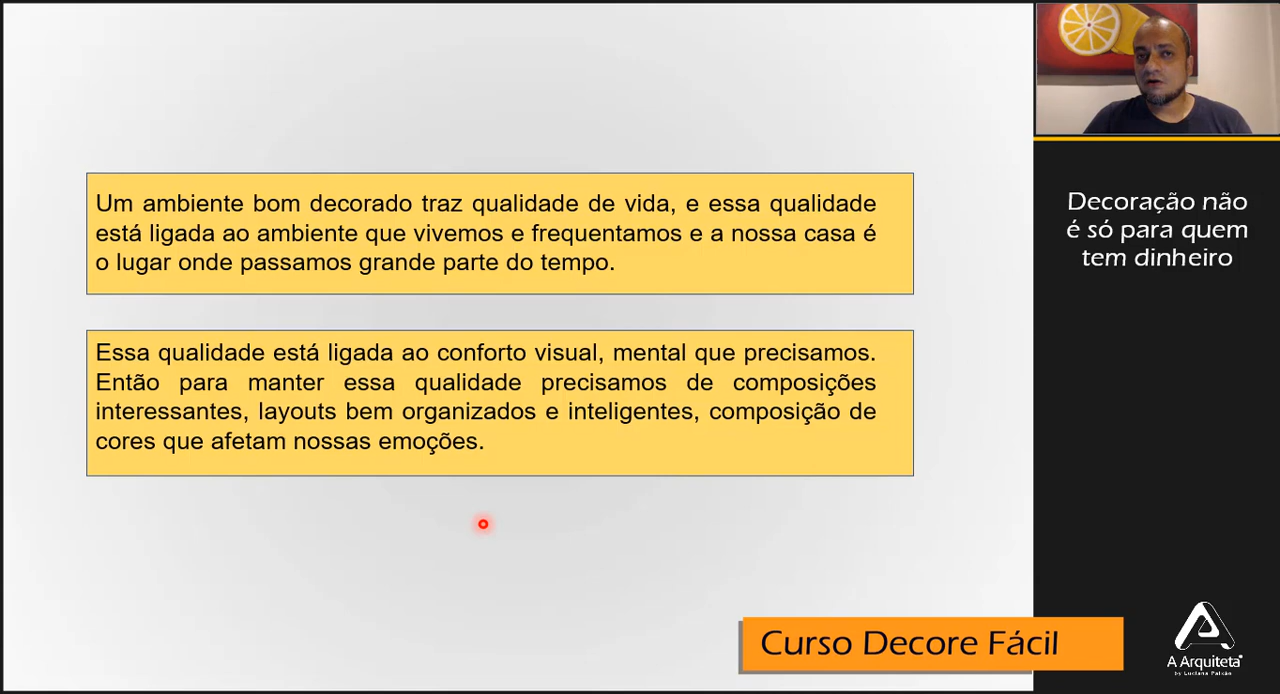 Um ambiente bom decorado traz qualidade de vida, e essa qualidade
está ligada ao ambiente que vivemos e frequentamos e a nossa casa é
o lugar onde passamos grande parte do tempo.
Essa qualidade está ligada ao conforto visual, mental que precisamos.
Então para manter essa qualidade precisamos de composições
interessantes, layouts bem organizados e inteligentes, composição de
cores que afetam nossas emoções.
Decoração não
é só para quem
tem dinheiro
Curso Decore Fácil
A Arquiteta
by Luciana Paixão